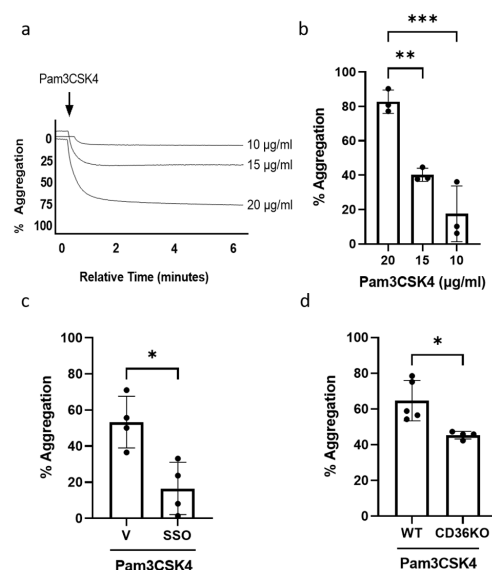 a
Pam3CSK4
0
25
50
75
100
% Aggregation
10 µg/ml
15 µg/ml
20 µg/ml
0 2 4 6
Relative Time (minutes)
b
***
**
100
80
60
40
20
0
% Aggregation
20 15 10
Pam3CSK4 (µg/ml)
c
*
80
60
40
20
0
% Aggregation
V SSO
Pam3CSK4
d
*
100
80
60
40
20
0
% Aggregation
WT CD36KO
Pam3CSK4